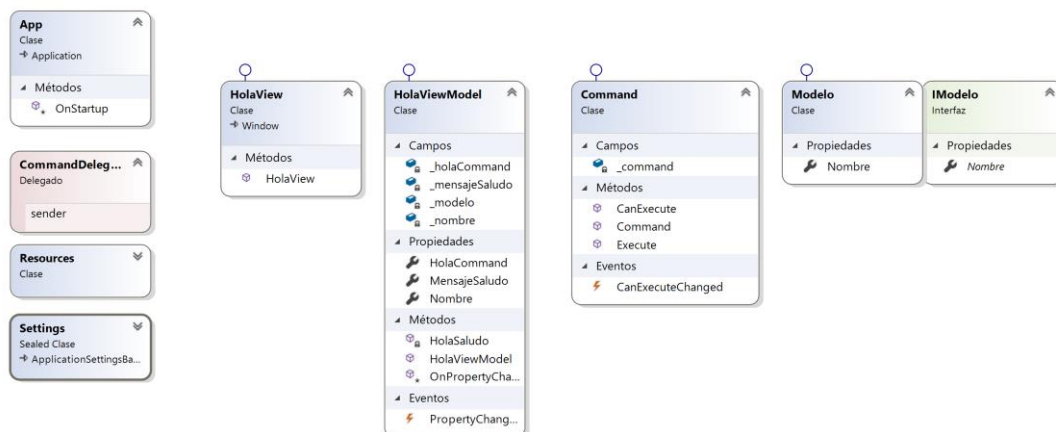 App
Clase
Application
Métodos
OnStartup
CommandDeleg...
Delegado
sender
Resources
Clase
Settings
Sealed Clase
ApplicationSettingsBa...
HolaView
Clase
Window
Métodos
HolaView
HolaViewModel
Clase
Campos
_holaCommand
_mensajeSaludo
_modelo
_nombre
Propiedades
HolaCommand
MensajeSaludo
Nombre
Métodos
HolaSaludo
HolaViewModel
OnPropertyCha...
Eventos
PropertyChang...
Command
Clase
Campos
_command
Métodos
CanExecute
Command
Execute
Eventos
CanExecuteChanged
Modelo
Clase
Propiedades
Nombre
IModelo
Interfaz
Propiedades
Nombre